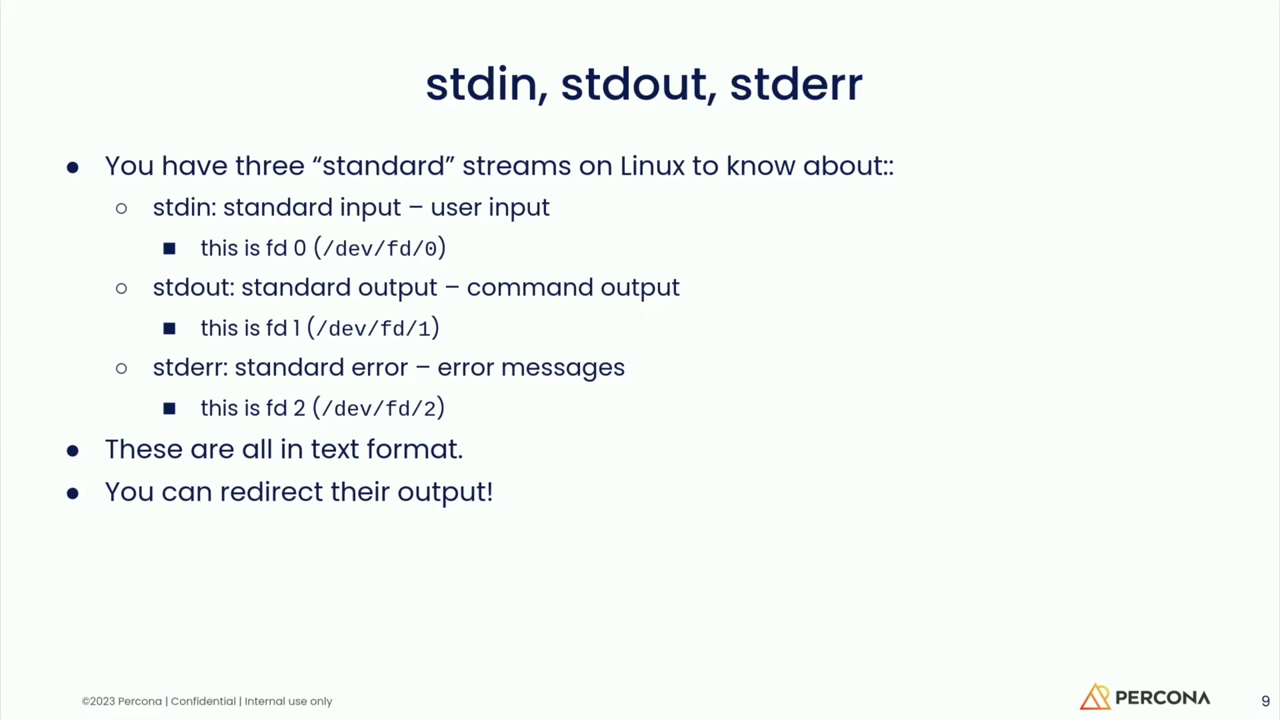 stdin, stdout, stderr
● You have three “standard” streams on Linux to know about::
○ stdin: standard input – user input
■ this is fd 0 (/dev/fd/0)
○ stdout: standard output – command output
■ this is fd 1 (/dev/fd/1)
○ stderr: standard error – error messages
■ this is fd 2 (/dev/fd/2)
● These are all in text format.
● You can redirect their output!
©2023 Percona | Confidential | Internal use only
PERCONA
9